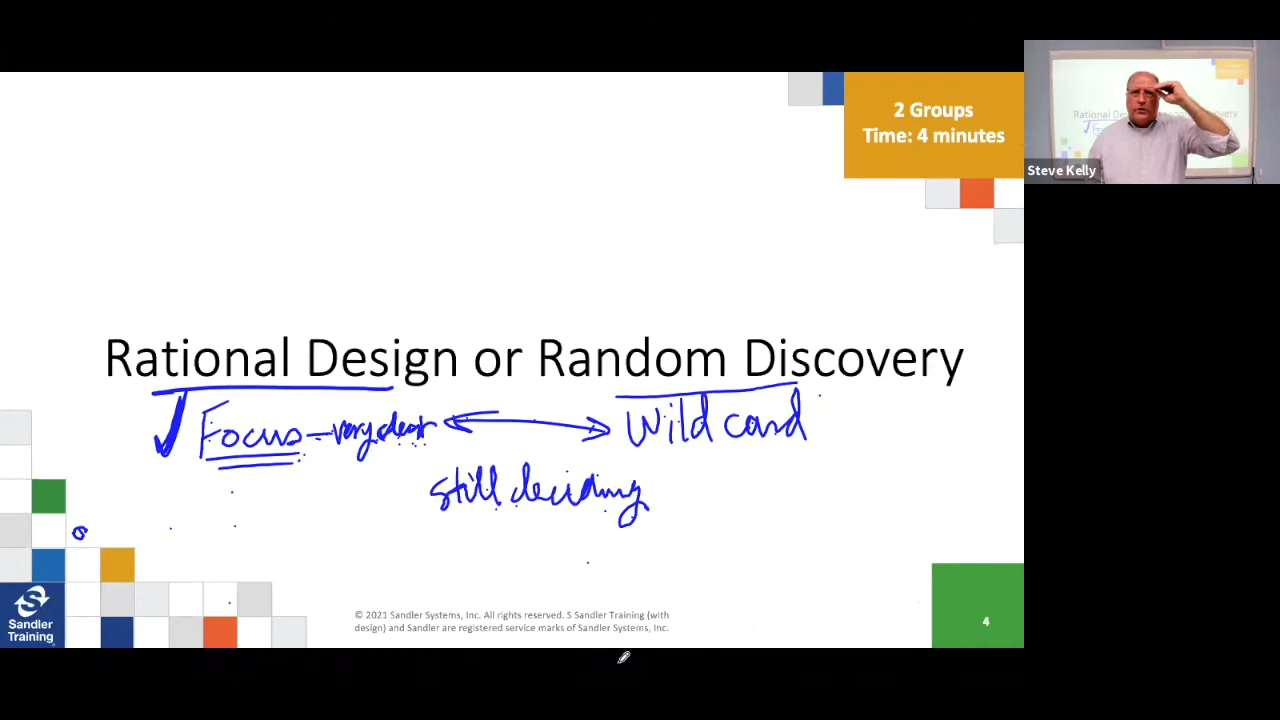 2 Groups
Time: 4 minutes
Steve Kelly
Rational Design or Random Discovery
Focus – very clear
Wild card
still deciding
Sandler
Training
© 2021 Sandler Systems, Inc. All rights reserved. S Sandler Training (with
design) and Sandler are registered service marks of Sandler Systems, Inc.
4